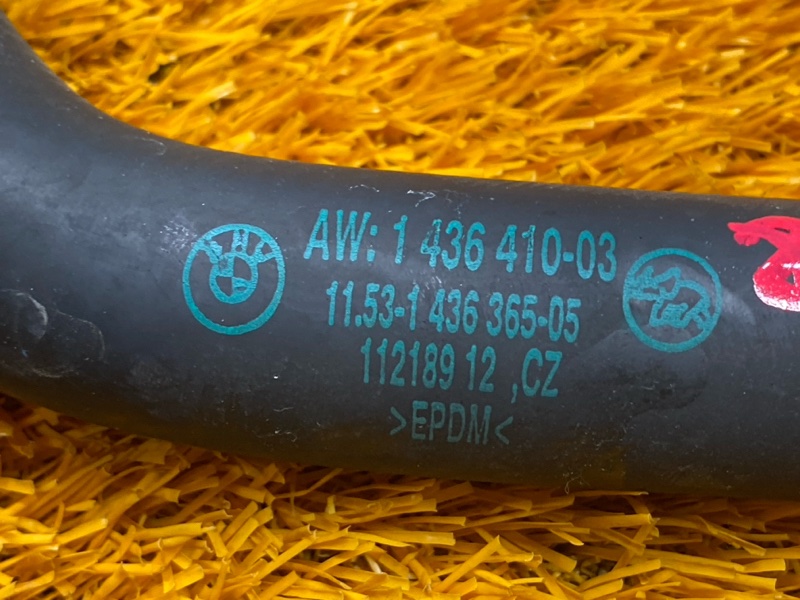 AW: 1 436 410-03
11.53-1 436 365-05
112189 12 ,CZ
>EPDM<